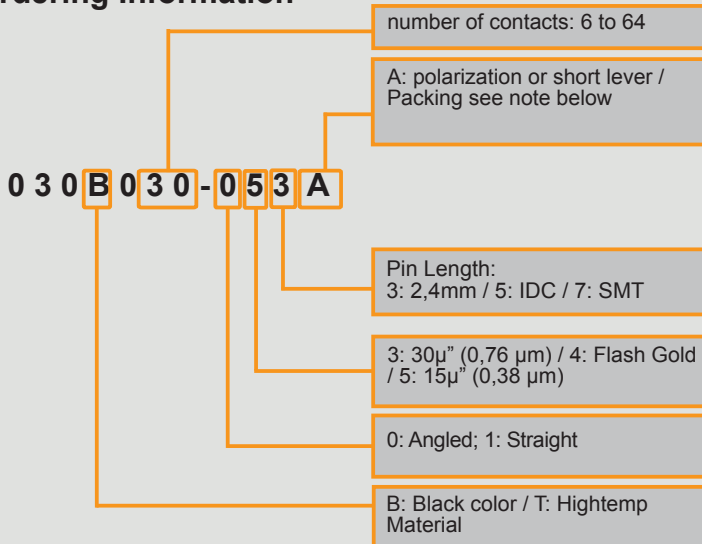 number of contacts: 6 to 64
A: polarization or short lever /
Packing see note below
0 3 0 B 0 3 0 - 0 5 3 A
Pin Length:
3: 2,4mm / 5: IDC / 7: SMT
3: 30µ” (0,76 µm) / 4: Flash Gold
/ 5: 15µ” (0,38 µm)
0: Angled; 1: Straight
B: Black color / T: Hightemp
Material